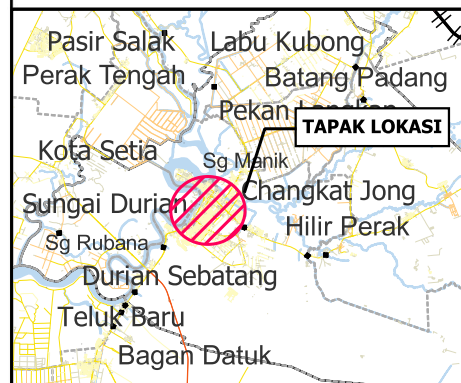 Pasir Salak
Labu Kubong
Perak Tengah
Batang Padang
Pekan
TAPAK LOKASI
Kota Setia
Sg Manik
Sungai Durian
Changkat Jong
Hilir Perak
Sg Rubana
Durian Sebatang
Teluk Baru
Bagan Datuk